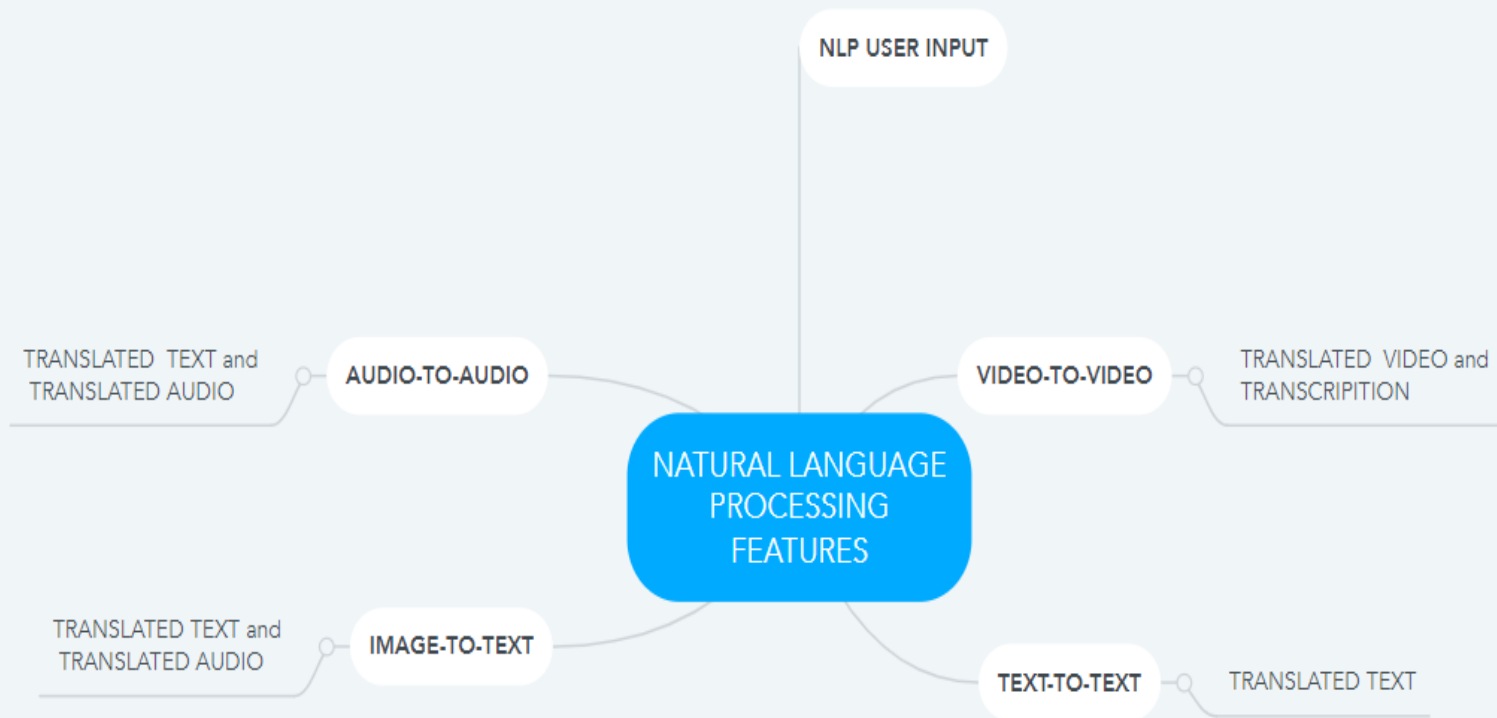 NLP USER INPUT
TRANSLATED TEXT and
TRANSLATED AUDIO
AUDIO-TO-AUDIO
VIDEO-TO-VIDEO
TRANSLATED VIDEO and
TRANSCRIPITION
NATURAL LANGUAGE
PROCESSING
FEATURES
TRANSLATED TEXT and
TRANSLATED AUDIO
IMAGE-TO-TEXT
TEXT-TO-TEXT
TRANSLATED TEXT